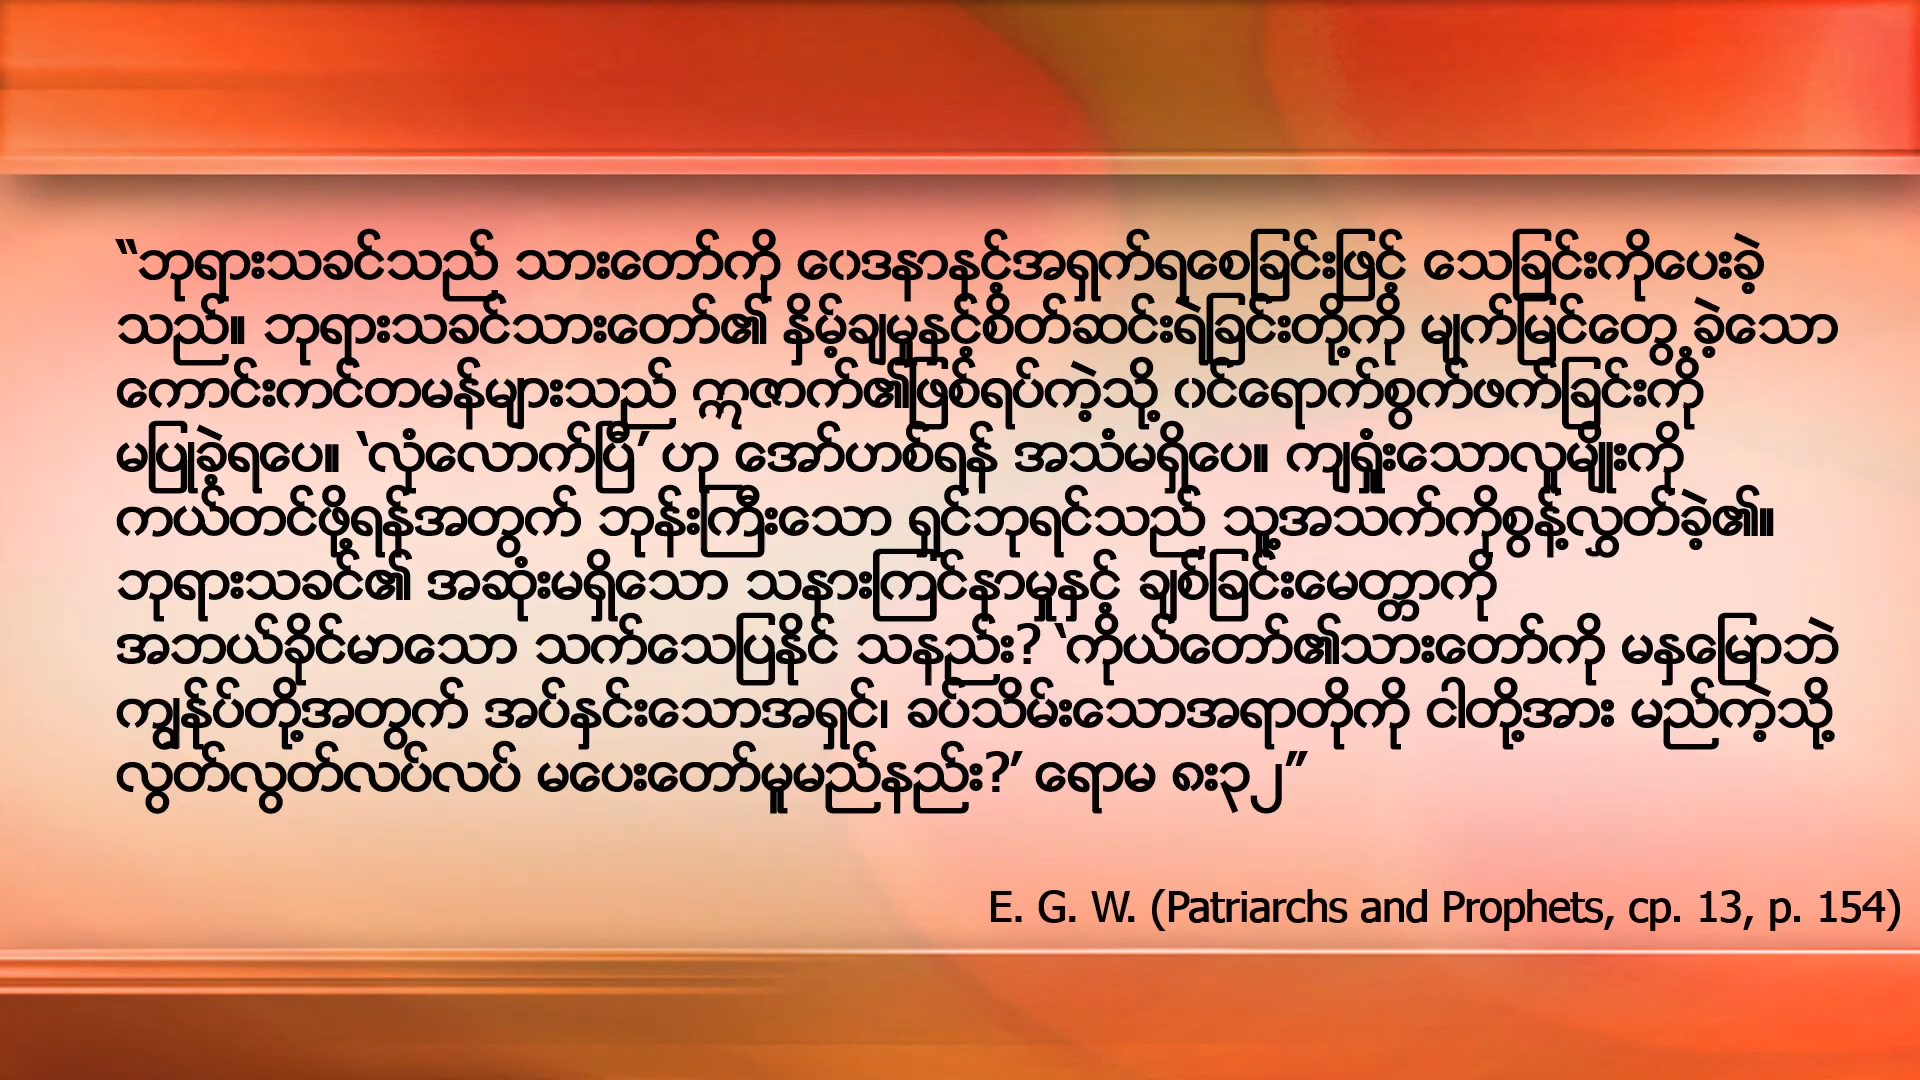 “ဘုရားသခင်သည် သားတော်ကို ဝေဒနာနှင့်အရှက်ရစေခြင်းဖြင့် သေခြင်းကိုပေးခဲ့
သည်။ ဘုရားသခင်သားတော်၏ နှိမ့်ချမှုနှင့်စိတ်ဆင်းရဲခြင်းတို့ကို မျက်မြင်တွေ့ခဲ့သော
ကောင်းကင်တမန်များသည် ဣဇာက်၏ဖြစ်ရပ်ကဲ့သို့ ဝင်ရောက်စွက်ဖက်ခြင်းကို
မပြုခဲ့ရပေ။ ‘လုံလောက်ပြီ’ ဟု အော်ဟစ်ရန် အသံမရှိပေ။ ကျရှုံးသောလူမျိုးကို
ကယ်တင်ဖို့ရန်အတွက် ဘုန်းကြီးသော ရှင်ဘုရင်သည် သူ့အသက်ကိုစွန့်လွှတ်ခဲ့၏။
ဘုရားသခင်၏ အဆုံးမရှိသော သနားကြင်နာမှုနှင့် ချစ်ခြင်းမေတ္တာကို
အဘယ်ခိုင်မာသော သက်သေပြနိုင် သနည်း? ‘ကိုယ်တော်၏သားတော်ကို မနှမြောဘဲ
ကျွန်ုပ်တို့အတွက် အပ်နှင်းသောအရှင်၊ ခပ်သိမ်းသောအရာတိုကို ငါတို့အား မည်ကဲ့သို့
လွတ်လွတ်လပ်လပ် မပေးတော်မူမည်နည်း?’ ရောမ ၈း၃၂”
E. G. W. (Patriarchs and Prophets, cp. 13, p. 154)